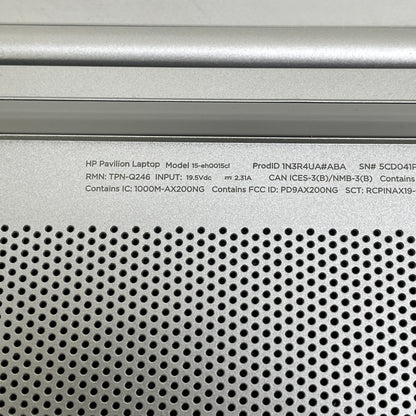 HP Pavilion Laptop Model 15-eh0015cl ProdID 1N3R4UA#ABA SN# 5CD041P
RMN: TPN-Q246 INPUT: 19.5Vdc ⎓ 2.31A CAN ICES-3(B)/NMB-3(B) Contains
Contains IC: 1000M-AX200NG Contains FCC ID: PD9AX200NG SCT: RCPINAX19-